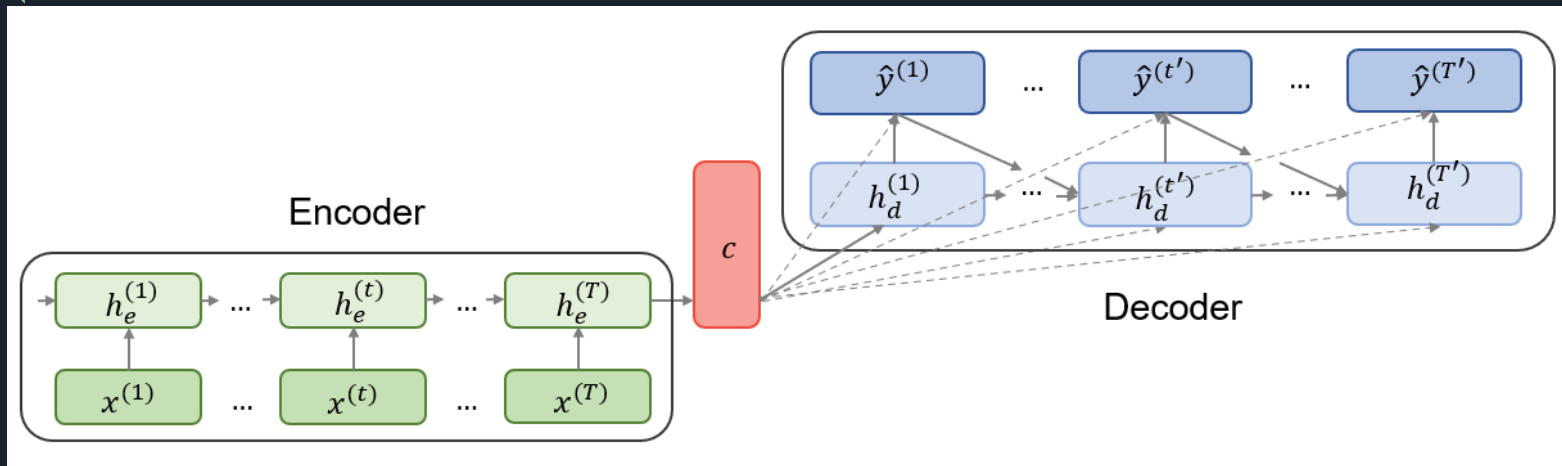 ŷ^(1) ... ŷ^(t′) ... ŷ^(T′)
h_d^(1) ... h_d^(t′) ... h_d^(T′)
Encoder
c
h_e^(1) ... h_e^(t) ... h_e^(T)
Decoder
x^(1) ... x^(t) ... x^(T)